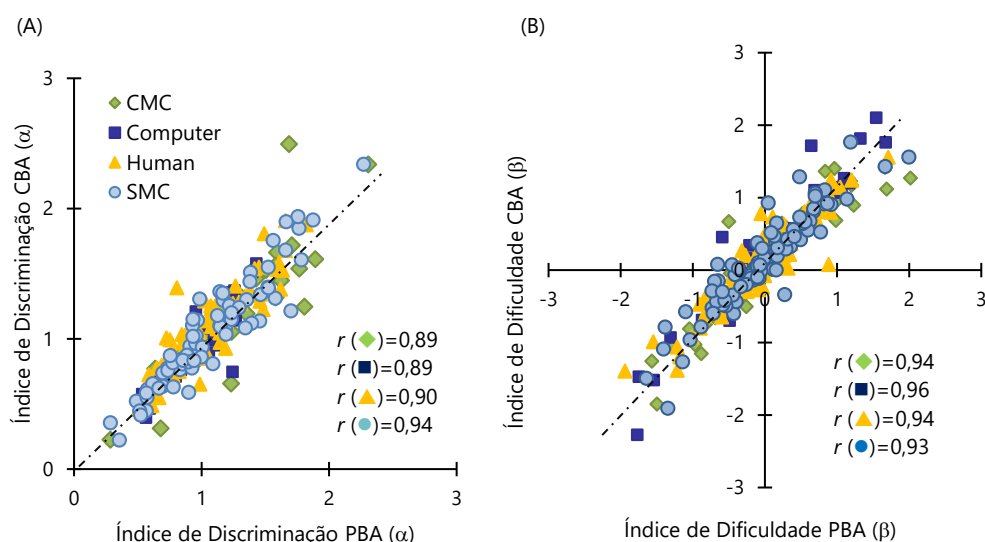 (A)
3
2
1
0
0
1
2
3
Índice de Discriminação CBA (α)
Índice de Discriminação PBA (α)
CMC
Computer
Human
SMC
r ( )=0,89
r ( )=0,89
r ( )=0,90
r ( )=0,94
(B)
3
2
1
0
-1
-2
-3
-3
-2
-1
0
1
2
3
Índice de Dificuldade CBA (β)
Índice de Dificuldade PBA (β)
r ( )=0,94
r ( )=0,96
r ( )=0,94
r ( )=0,93